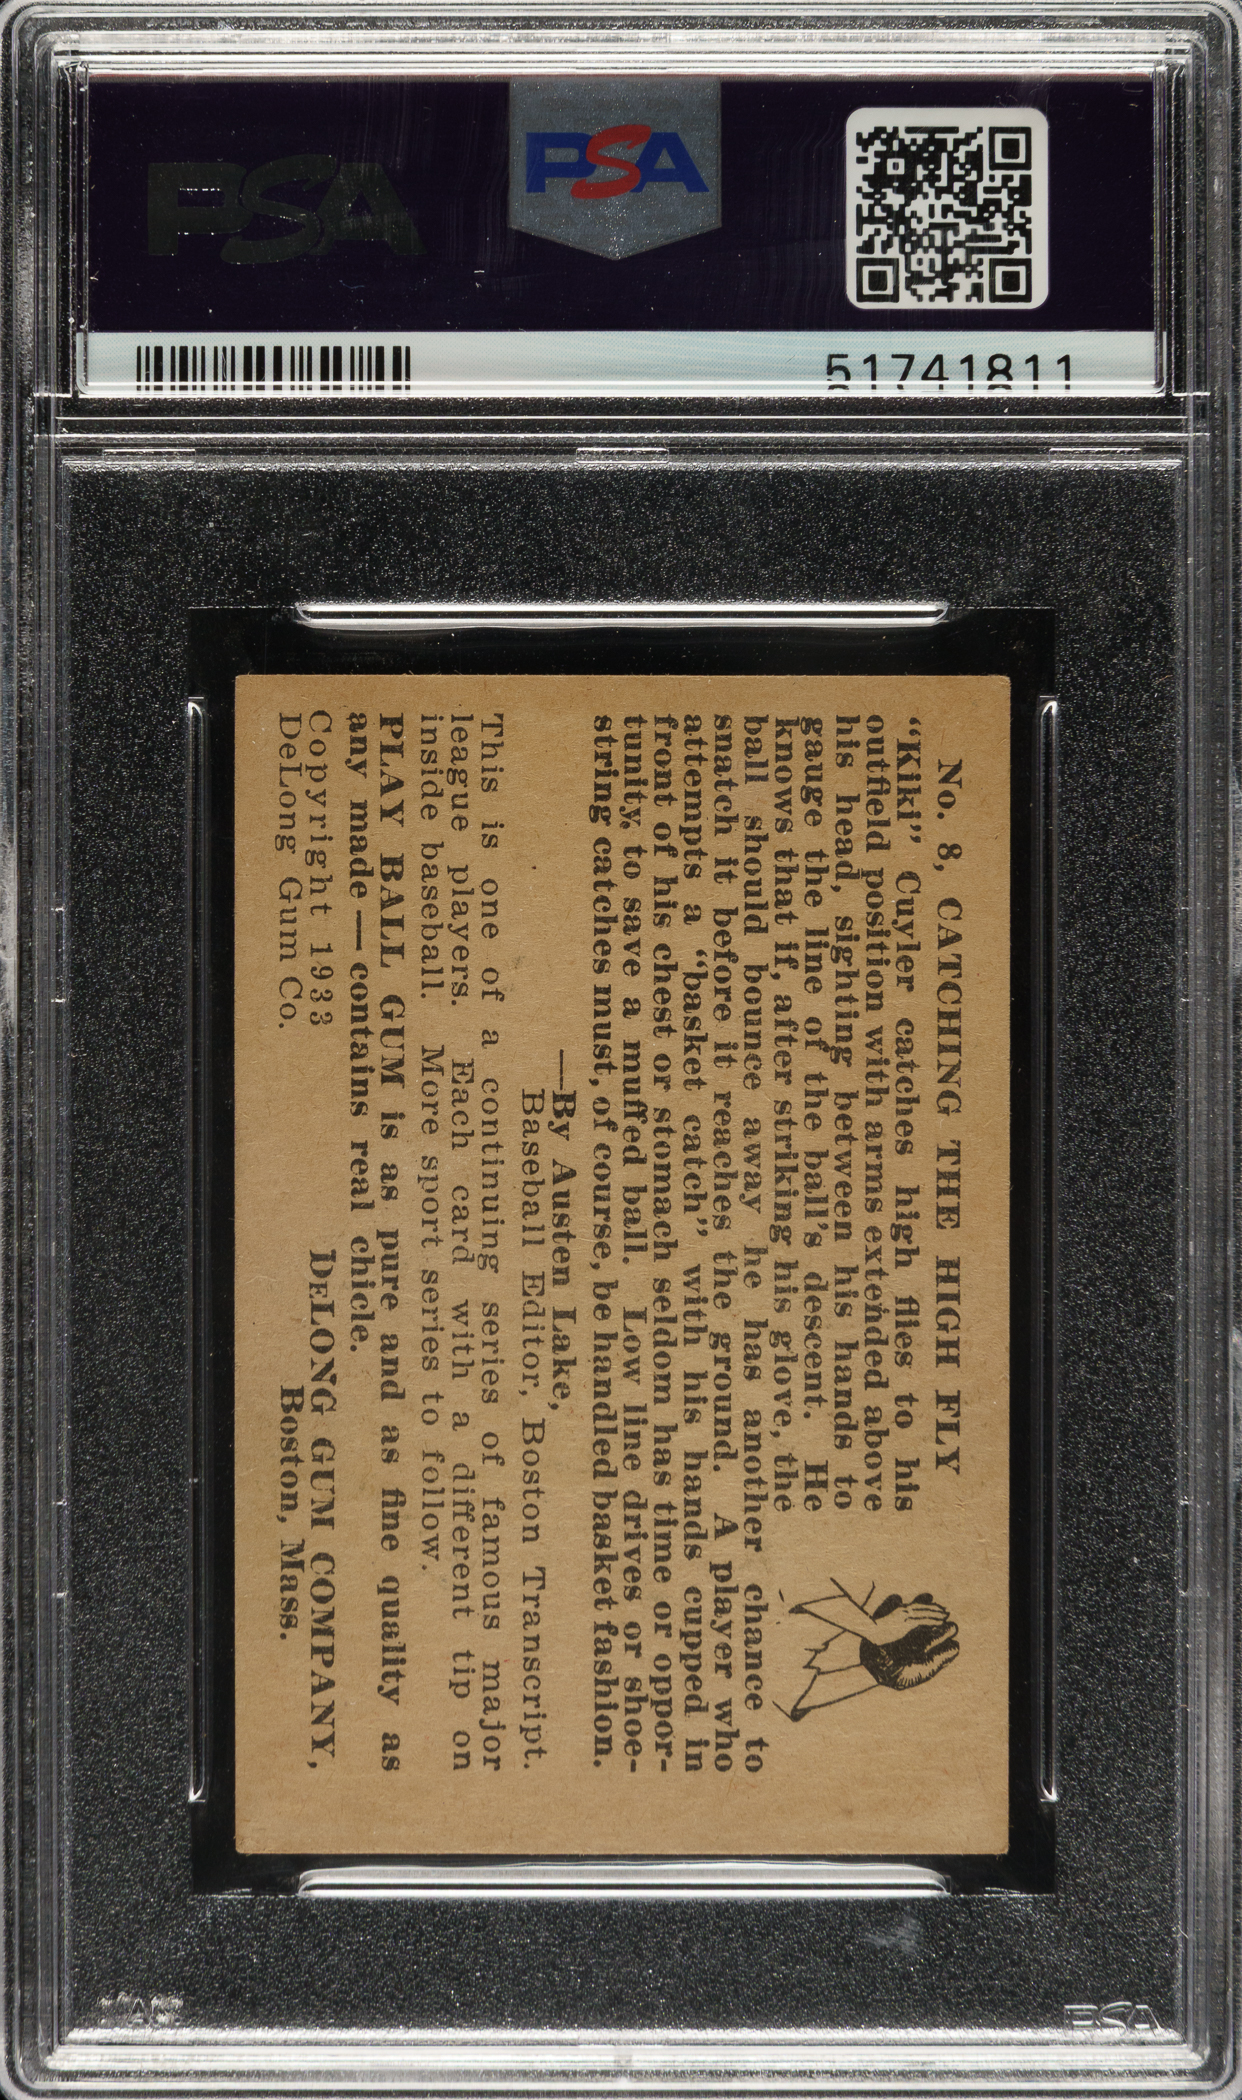 PSA
PSA
51741811
No. 8, CATCHING THE HIGH FLY
“Kiki” Cuyler catches high flies to his
outfield position with arms extended above
his head, sighting between his hands to
gauge the line of the ball’s descent. He
knows that if, after striking his glove, the
ball should bounce away he has another chance to
snatch it before it reaches the ground. A player who
attempts a “basket catch” with his hands cupped in
front of his chest or stomach seldom has time or oppor-
tunity, to save a muffed ball. Low line drives or shoe-
string catches must, of course, be handled basket fashion.
—By Austen Lake,
Baseball Editor, Boston Transcript.
This is one of a continuing series of famous major
league players. Each card with a different tip on
inside baseball. More sport series to follow.
PLAY BALL GUM is as pure and as fine quality as
any made — contains real chicle.
Copyright 1933
DeLong Gum Co.
DELONG GUM COMPANY,
Boston, Mass.
PSA